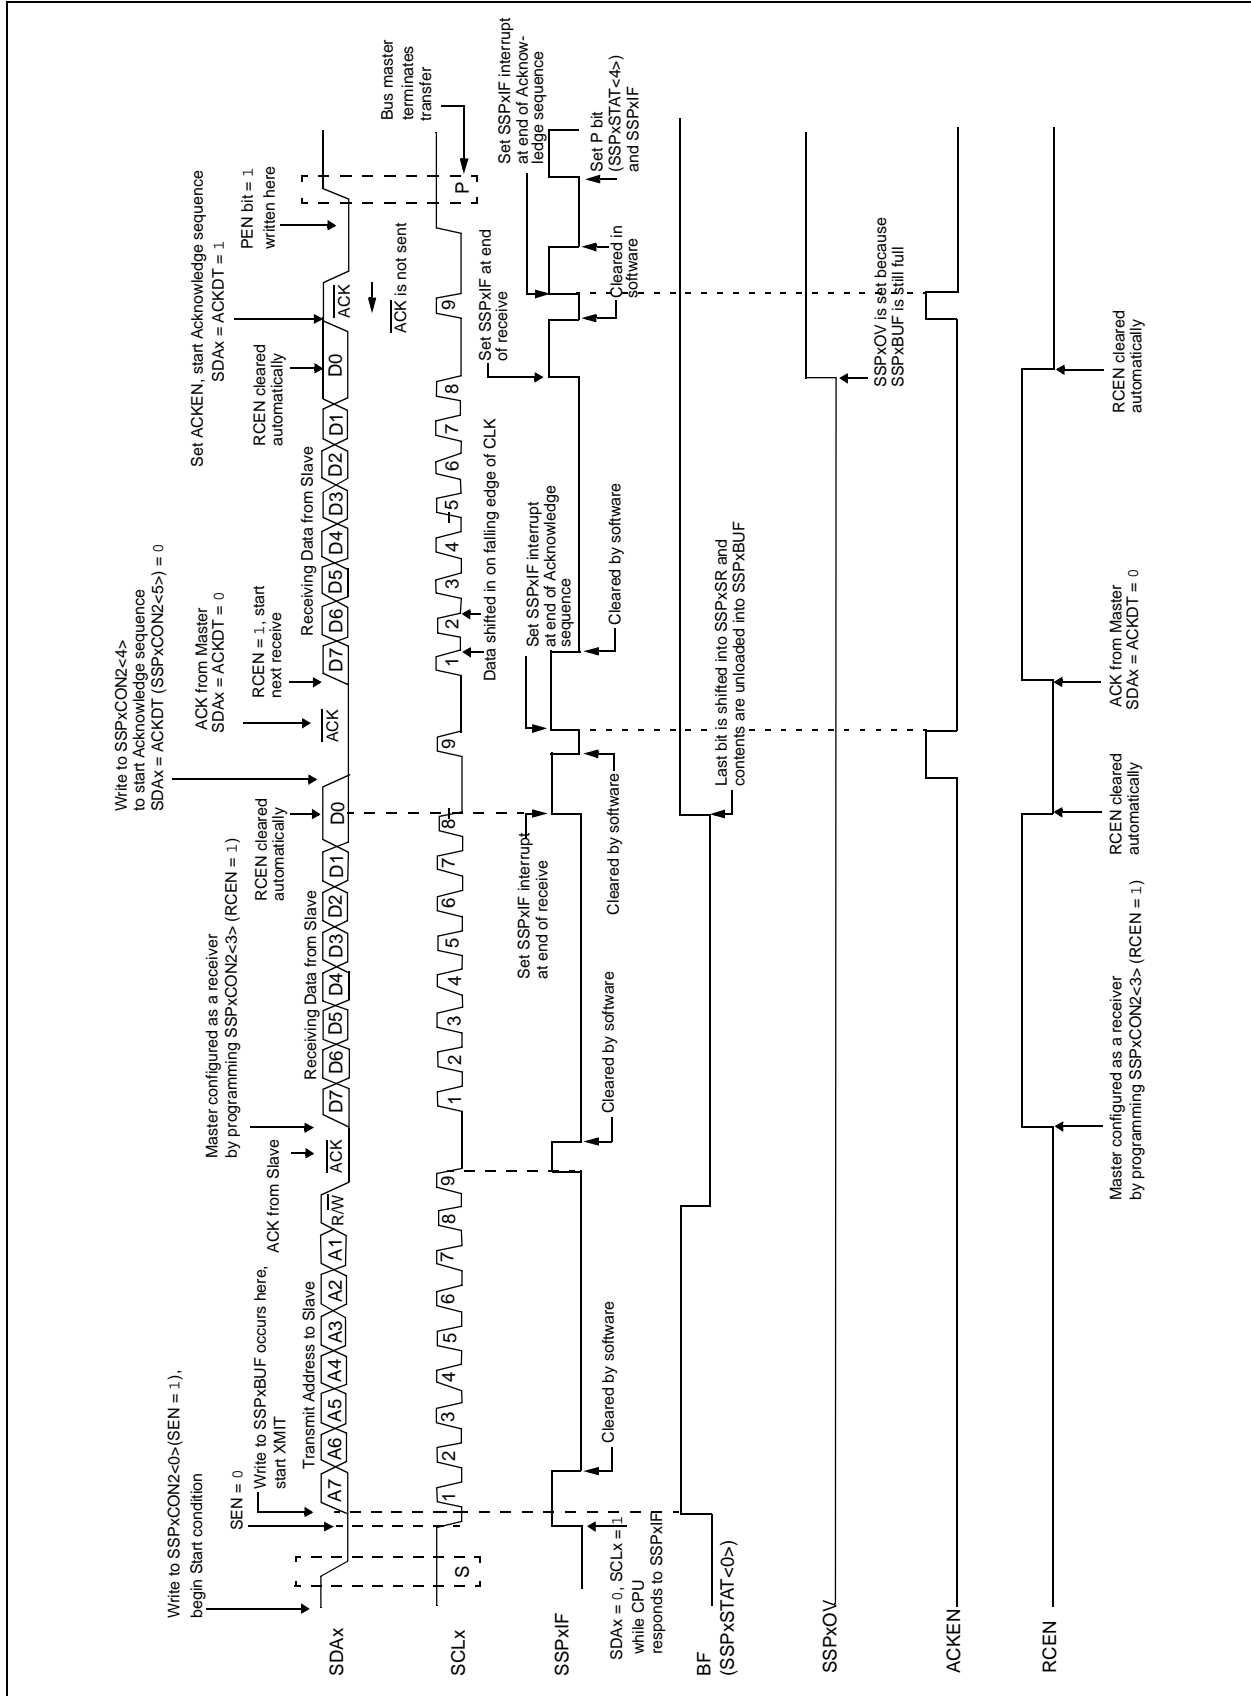 Write to SSPxCON2<0>(SEN = 1),
begin Start condition
SEN = 0
Write to SSPxBUF occurs here,
start XMIT
ACK from Slave
Master configured as a receiver
by programming SSPxCON2<3> (RCEN = 1)
RCEN cleared
automatically
Write to SSPxCON2<4>
to start Acknowledge sequence
SDAx = ACKDT (SSPxCON2<5>) = 0
ACK from Master
SDAx = ACKDT = 0
RCEN = 1, start
next receive
RCEN cleared
automatically
Set ACKEN, start Acknowledge sequence
SDAx = ACKDT = 1
PEN bit = 1
written here
Transmit Address to Slave
Receiving Data from Slave
Receiving Data from Slave
SDAx
A7 A6 A5 A4 A3 A2 A1 R/W ACK D7 D6 D5 D4 D3 D2 D1 D0 ACK D7 D6 D5 D4 D3 D2 D1 D0 ACK
ACK is not sent
Bus master
terminates
transfer
SCLx
S 1 2 3 4 5 6 7 8 9 1 2 3 4 5 6 7 8 9 1 2 3 4 5 6 7 8 9 P
Data shifted in on falling edge of CLK
Set SSPxIF interrupt
at end of receive
Set SSPxIF interrupt
at end of Acknowledge
sequence
Set SSPxIF at end
of receive
Set SSPxIF interrupt
at end of Acknow-
ledge sequence
SSPxIF
SDAx = 0, SCLx = 1
while CPU
responds to SSPxIF
Cleared by software
Cleared by software
Cleared by software
Cleared by software
Cleared in
software
Set P bit
(SSPxSTAT<4>)
and SSPxIF
BF
(SSPxSTAT<0>)
Last bit is shifted into SSPxSR and
contents are unloaded into SSPxBUF
SSPxOV
SSPxOV is set because
SSPxBUF is still full
ACKEN
RCEN
Master configured as a receiver
by programming SSPxCON2<3> (RCEN = 1)
RCEN cleared
automatically
ACK from Master
SDAx = ACKDT = 0
RCEN cleared
automatically